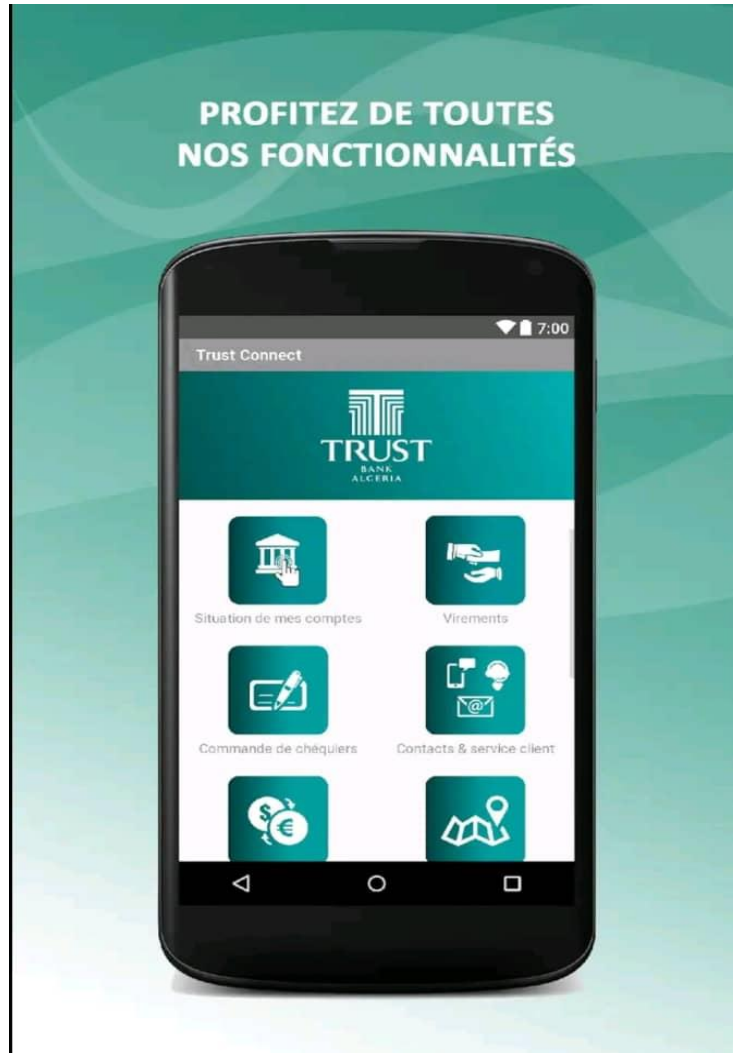 PROFITEZ DE TOUTES
NOS FONCTIONNALITÉS
7:00
Trust Connect
TRUST
BANK
ALGERIA
Situation de mes comptes
Virements
Commande de chéquiers
Contacts & service client
@
$
€